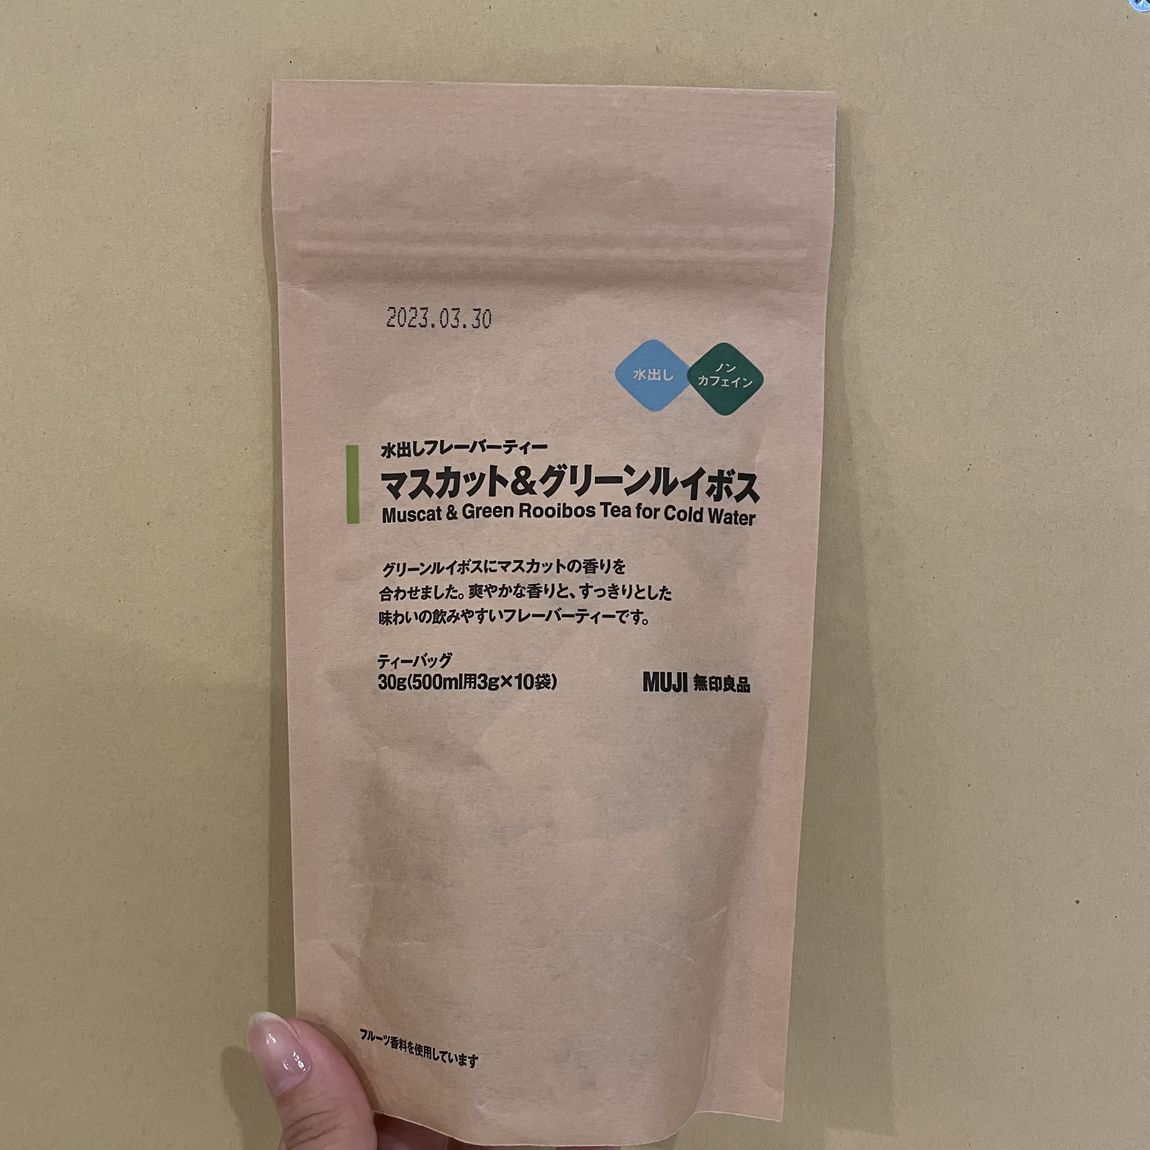 2023.03.30
水出し
ノン
カフェイン
水出しフレーバーティー
マスカット&グリーンルイボス
Muscat & Green Rooibos Tea for Cold Water
グリーンルイボスにマスカットの香りを
合わせました。爽やかな香りと、すっきりとした
味わいの飲みやすいフレーバーティーです。
ティーバッグ
30g(500ml用3g×10袋)
MUJI 無印良品
フルーツ香料を使用しています